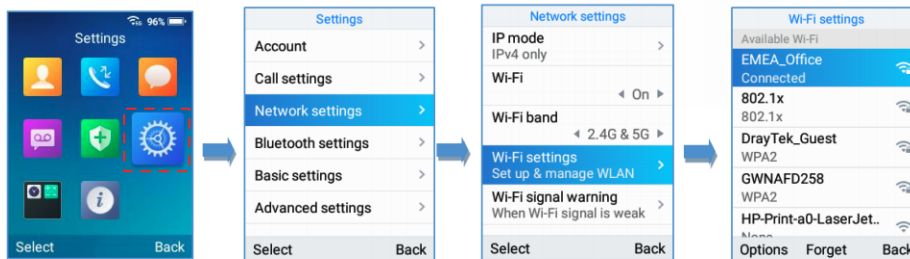 96%
Settings
Select
Back
Settings
Account
Call settings
Network settings
Bluetooth settings
Basic settings
Advanced settings
Select
Back
Network settings
IP mode
IPv4 only
Wi-Fi
On
Wi-Fi band
2.4G & 5G
Wi-Fi settings
Set up & manage WLAN
Wi-Fi signal warning
When Wi-Fi signal is weak
Select
Back
Wi-Fi settings
Available Wi-Fi
EMEA_Office
Connected
802.1x
802.1x
DrayTek_Guest
WPA2
GWNAFD258
WPA2
HP-Print-a0-LaserJet..
None
Options
Forget
Back